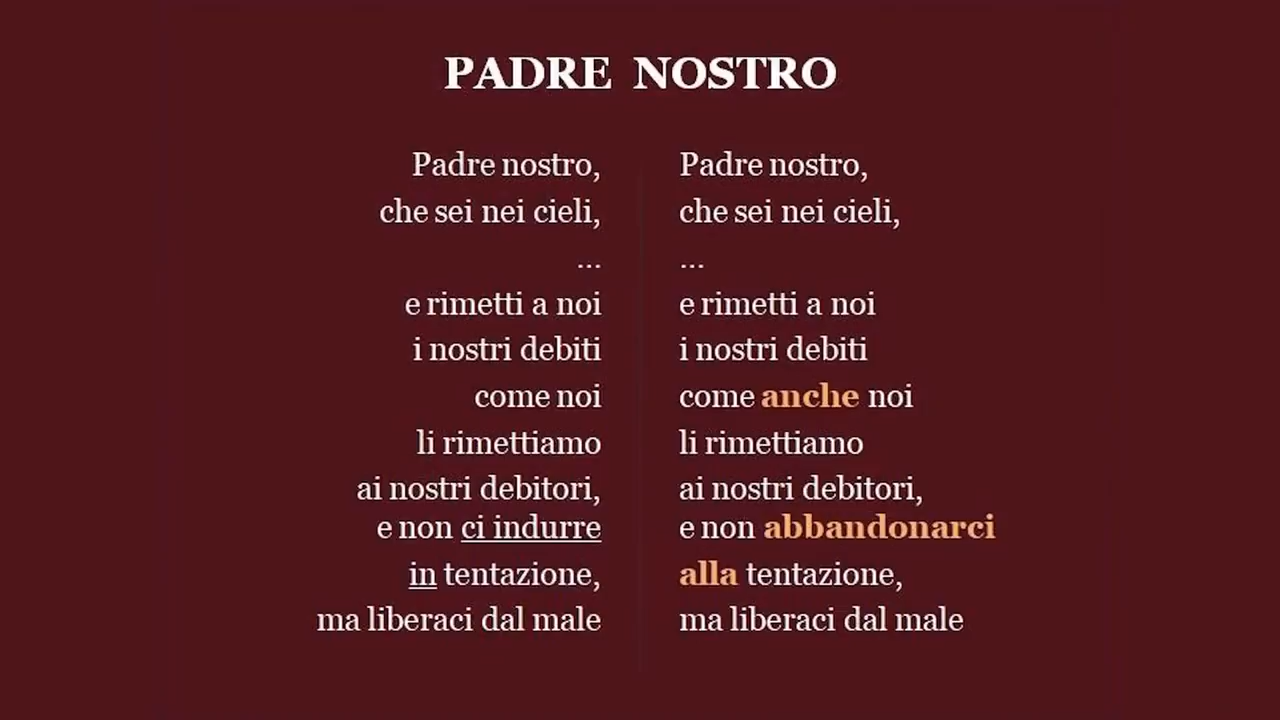 PADRE NOSTRO
Padre nostro,
che sei nei cieli,
...
e rimetti a noi
i nostri debiti
come noi
li rimettiamo
ai nostri debitori,
e non ci indurre
in tentazione,
ma liberaci dal male
Padre nostro,
che sei nei cieli,
...
e rimetti a noi
i nostri debiti
come anche noi
li rimettiamo
ai nostri debitori,
e non abbandonarci
alla tentazione,
ma liberaci dal male